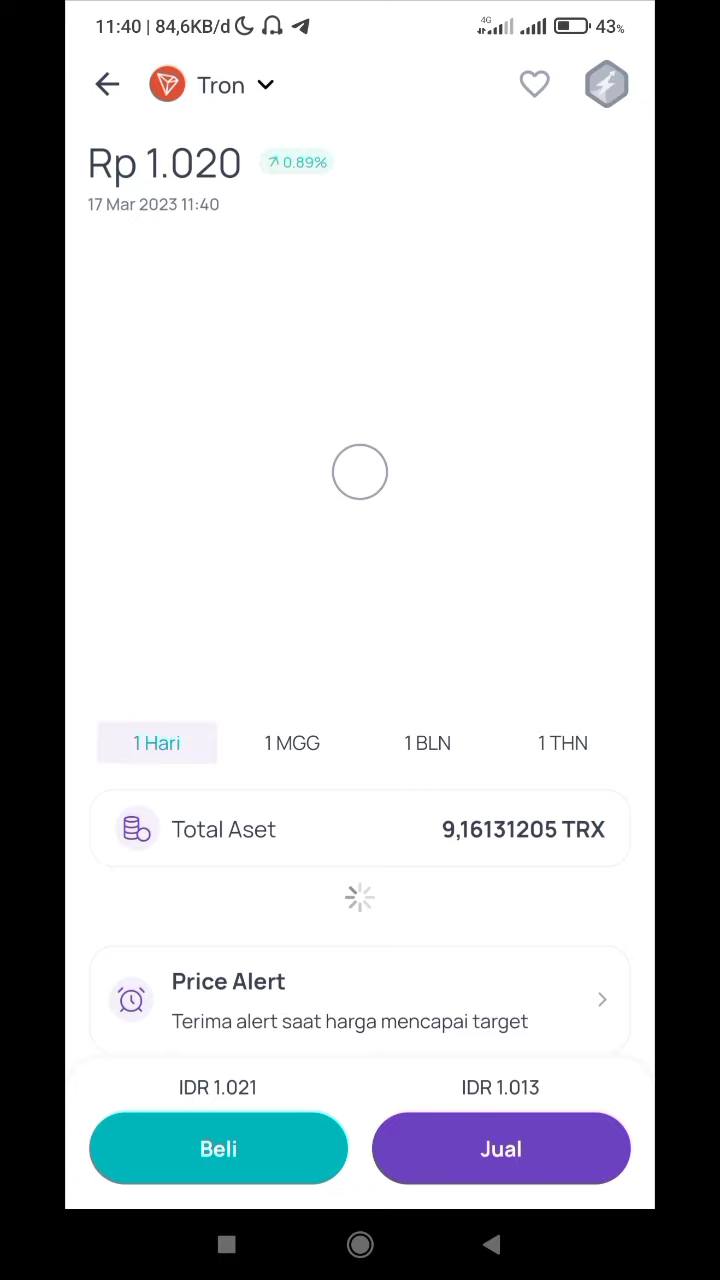 11:40 | 84,6KB/d 4G 43%
Tron
Rp 1.020 0.89%
17 Mar 2023 11:40
1 Hari 1 MGG 1 BLN 1 THN
Total Aset 9,16131205 TRX
Price Alert
Terima alert saat harga mencapai target
IDR 1.021 IDR 1.013
Beli Jual